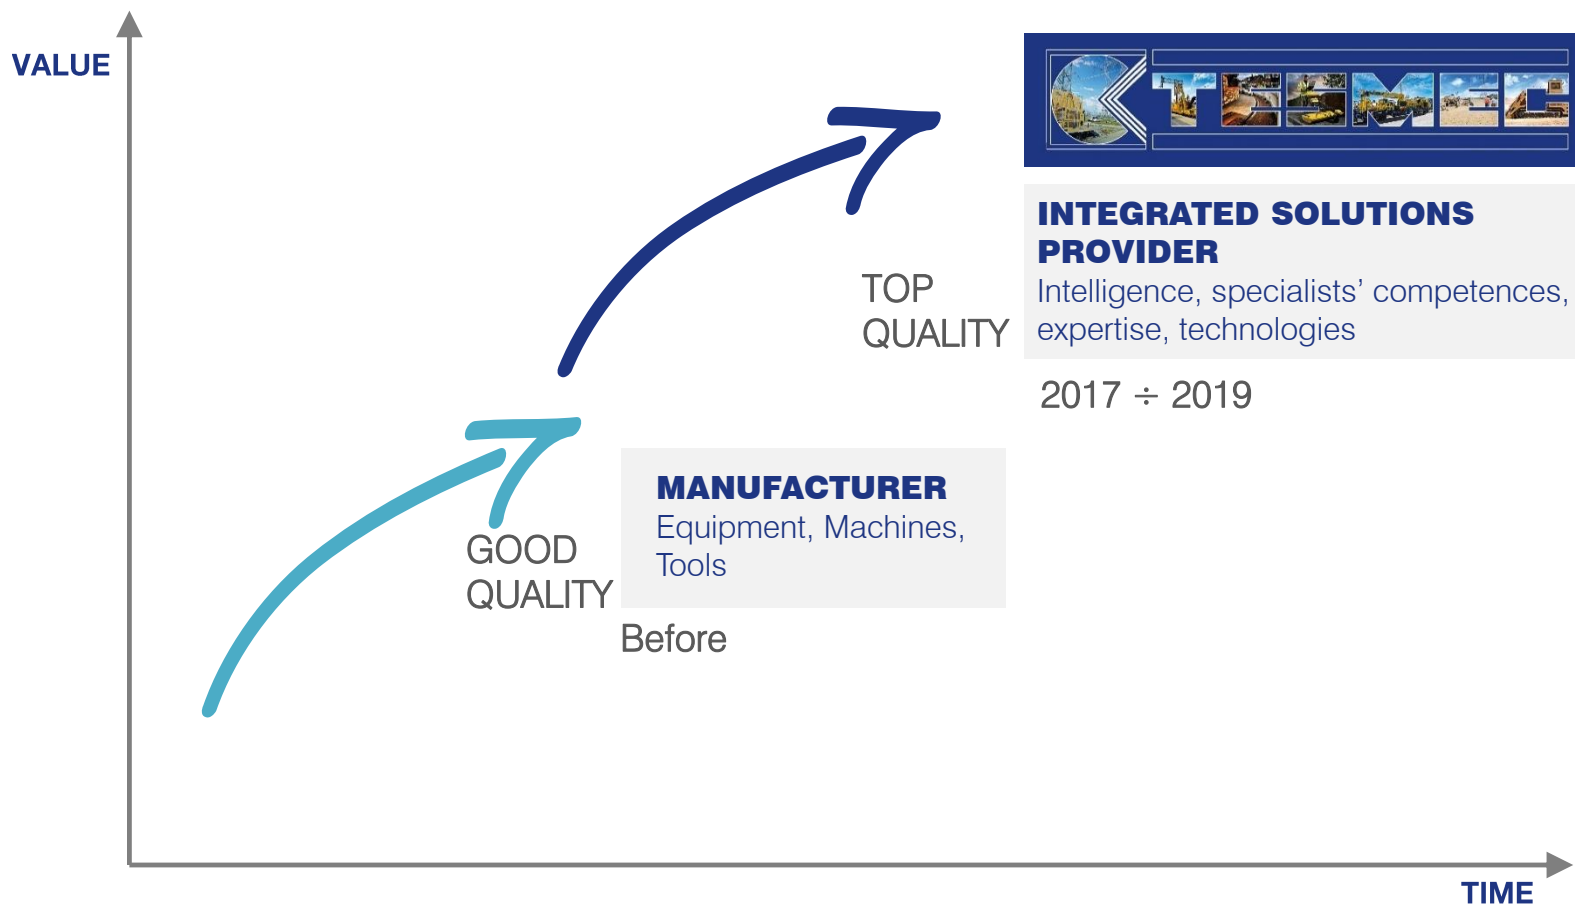 VALUE
TESMEC
INTEGRATED SOLUTIONS
PROVIDER
Intelligence, specialists’ competences,
expertise, technologies
TOP
QUALITY
2017 ÷ 2019
MANUFACTURER
Equipment, Machines,
Tools
GOOD
QUALITY
Before
TIME